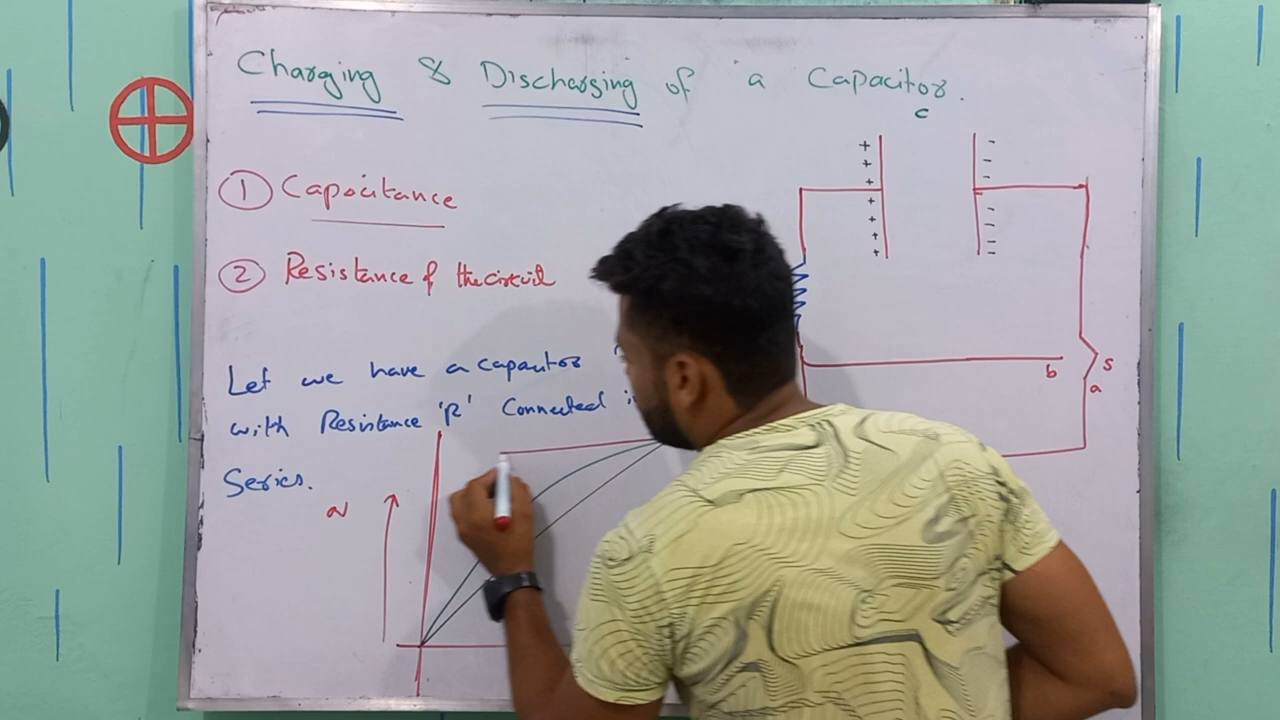 Charging & Discharging of a Capacitor.
C
① Capacitance
② Resistance of the circuit
Let we have a capacitor
with Resistance 'R' Connected
Series.
b
S
a